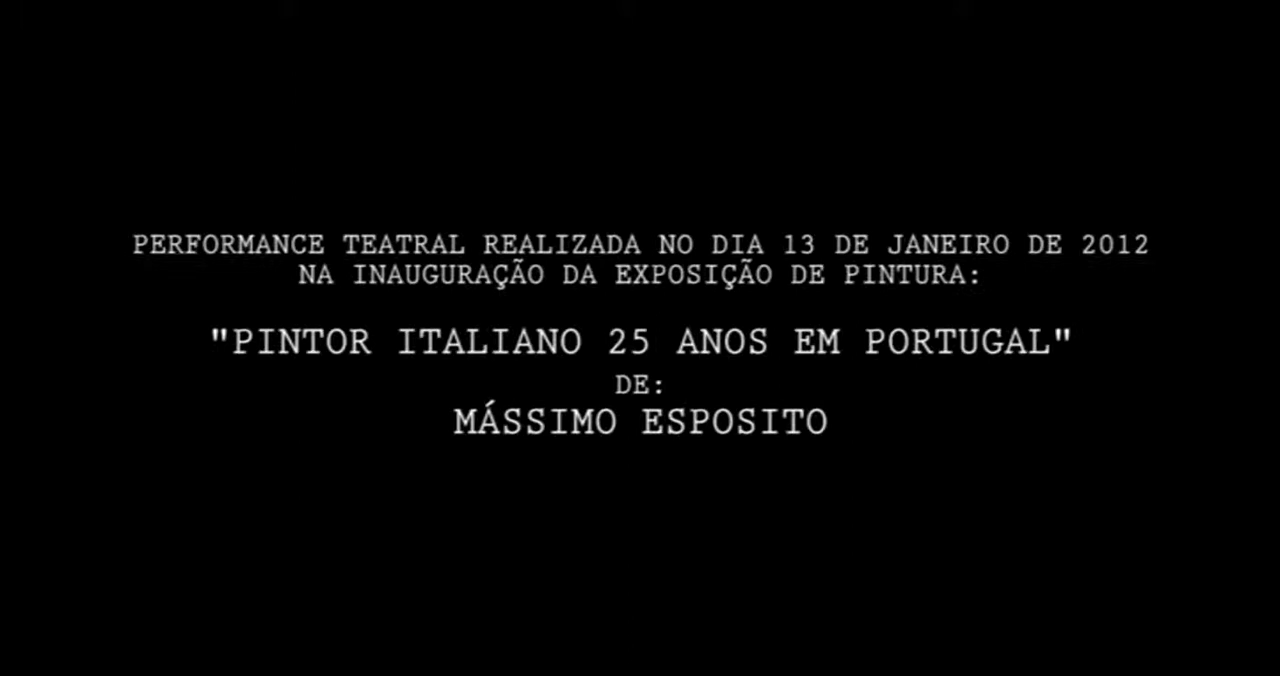 PERFORMANCE TEATRAL REALIZADA NO DIA 13 DE JANEIRO DE 2012
NA INAUGURAÇÃO DA EXPOSIÇÃO DE PINTURA:
"PINTOR ITALIANO 25 ANOS EM PORTUGAL"
DE:
MÁSSIMO ESPOSITO